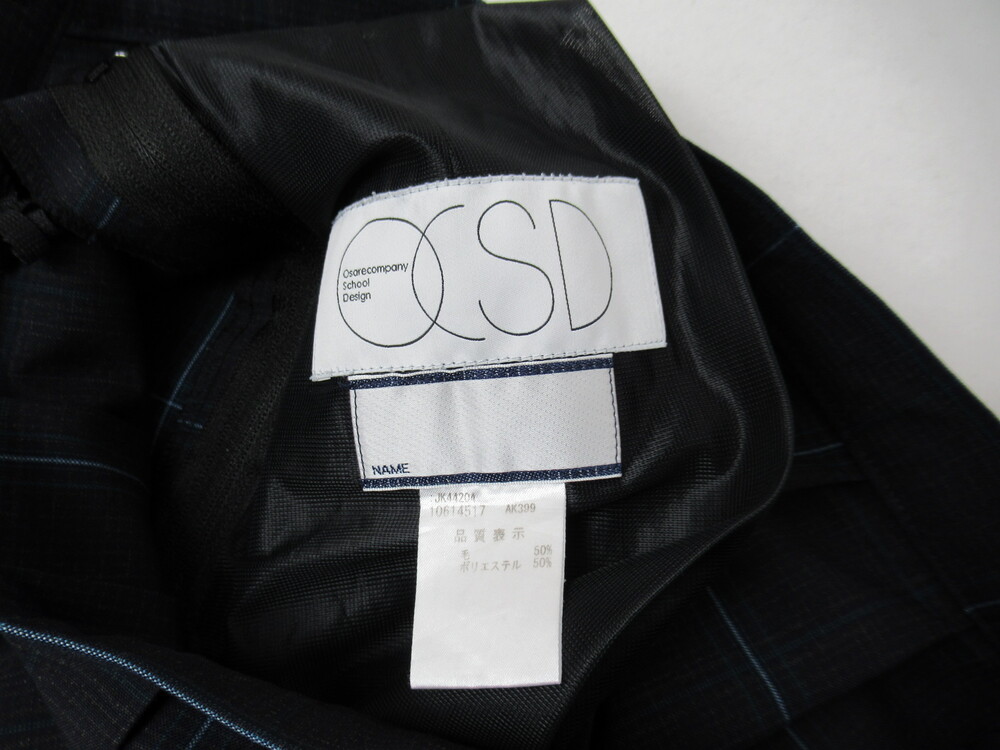 OCSD
Osarecompany
School
Design
NAME
JK44204
10614517 AK399
品質表示
毛 50%
ポリエステル 50%